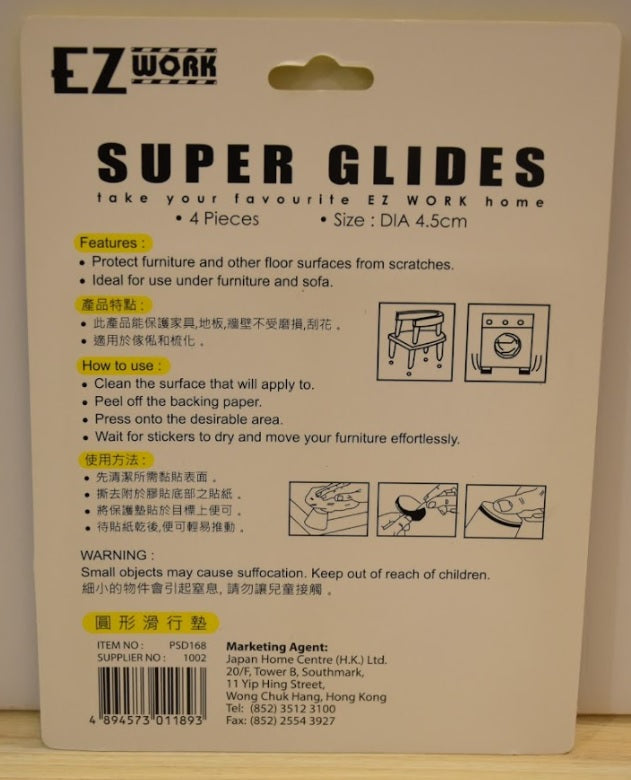 EZ WORK
SUPER GLIDES
take your favourite EZ WORK home
• 4 Pieces • Size : DIA 4.5cm
Features :
• Protect furniture and other floor surfaces from scratches.
• Ideal for use under furniture and sofa.
產品特點 :
• 此產品能保護家具,地板,牆壁不受磨損,刮花。
• 適用於傢俬和梳化。
How to use :
• Clean the surface that will apply to.
• Peel off the backing paper.
• Press onto the desirable area.
• Wait for stickers to dry and move your furniture effortlessly.
使用方法 :
• 先清潔所需黏貼表面。
• 撕去附於膠貼底部之貼紙。
• 將保護墊貼於目標上便可。
• 待貼紙乾後,便可輕易推動。
WARNING :
Small objects may cause suffocation. Keep out of reach of children.
細小的物件會引起窒息, 請勿讓兒童接觸。
圓形滑行墊
ITEM NO : PSD168
SUPPLIER NO : 1002
4 894573 011893
Marketing Agent:
Japan Home Centre (H.K.) Ltd.
20/F, Tower B, Southmark,
11 Yip Hing Street,
Wong Chuk Hang, Hong Kong
Tel: (852) 3512 3100
Fax: (852) 2554 3927